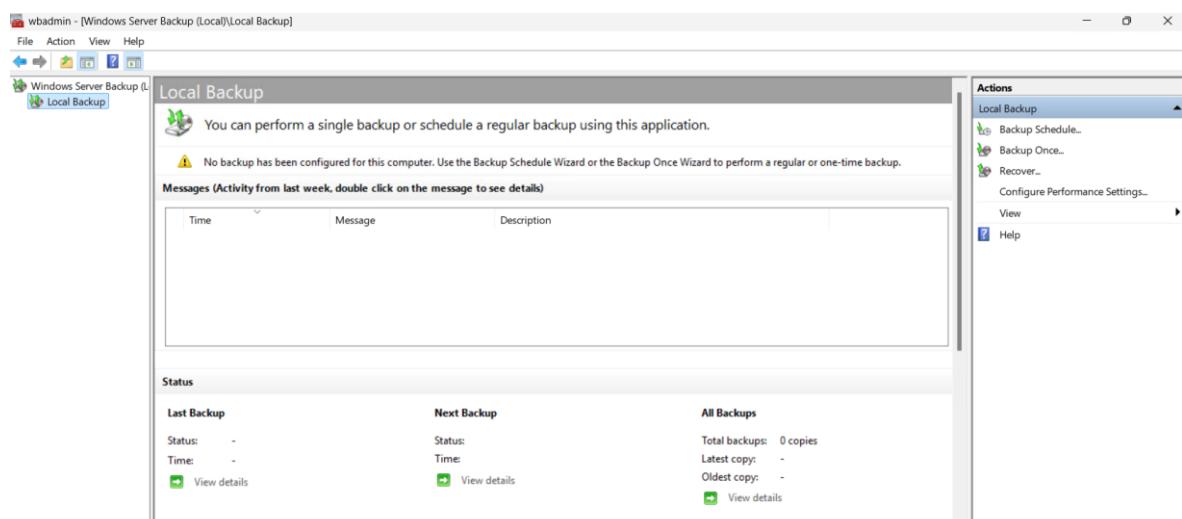 wbadmin - [Windows Server Backup (Local)\Local Backup]
File Action View Help
Windows Server Backup (L
Local Backup
Local Backup
You can perform a single backup or schedule a regular backup using this application.
No backup has been configured for this computer. Use the Backup Schedule Wizard or the Backup Once Wizard to perform a regular or one-time backup.
Messages (Activity from last week, double click on the message to see details)
Time Message Description
Status
Last Backup Next Backup All Backups
Status: - Status: Total backups: 0 copies
Time: - Time: Latest copy: -
Oldest copy: -
View details View details
View details
Actions
Local Backup
Backup Schedule...
Backup Once...
Recover...
Configure Performance Settings...
View
Help